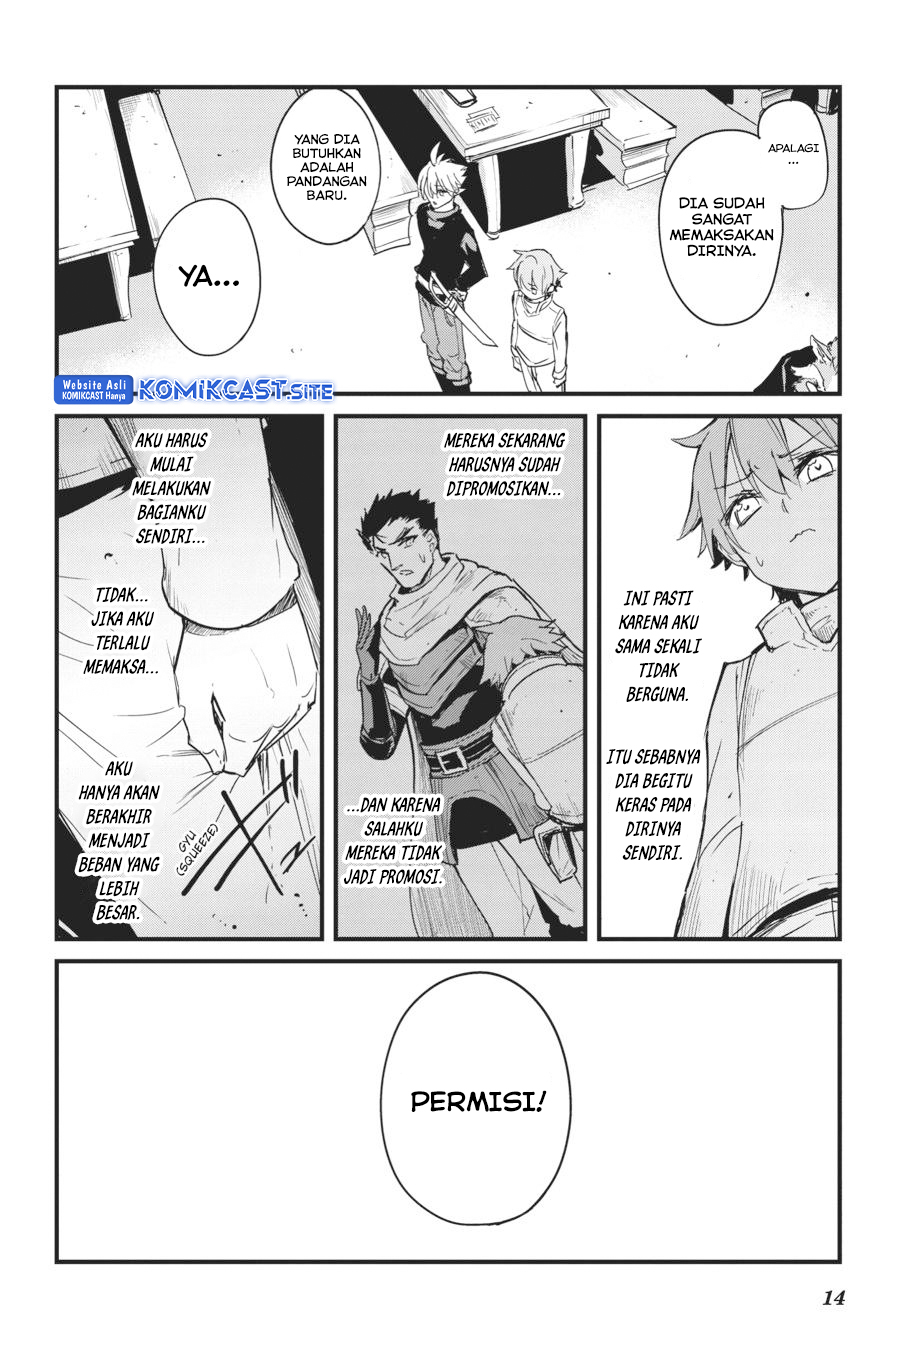 APALAGI
...
DIA SUDAH
SANGAT
MEMAKSAKAN
DIRINYA.
YANG DIA
BUTUHKAN
ADALAH
PANDANGAN
BARU.
YA...
Website Asli
KOMIKCAST Hanya
KOMIKCAST.SITE
INI PASTI
KARENA AKU
SAMA SEKALI
TIDAK
BERGUNA.
ITU SEBABNYA
DIA BEGITU
KERAS PADA
DIRINYA
SENDIRI.
MEREKA SEKARANG
HARUSNYA SUDAH
DIPROMOSIKAN...
...DAN KARENA
SALAHKU
MEREKA TIDAK
JADI PROMOSI.
AKU HARUS
MULAI
MELAKUKAN
BAGIANKU
SENDIRI...
TIDAK...
JIKA AKU
TERLALU
MEMAKSA...
AKU
HANYA AKAN
BERAKHIR
MENJADI
BEBAN YANG
LEBIH
BESAR.
GYU
(SQUEEZE)
ギュ
PERMISI!
14